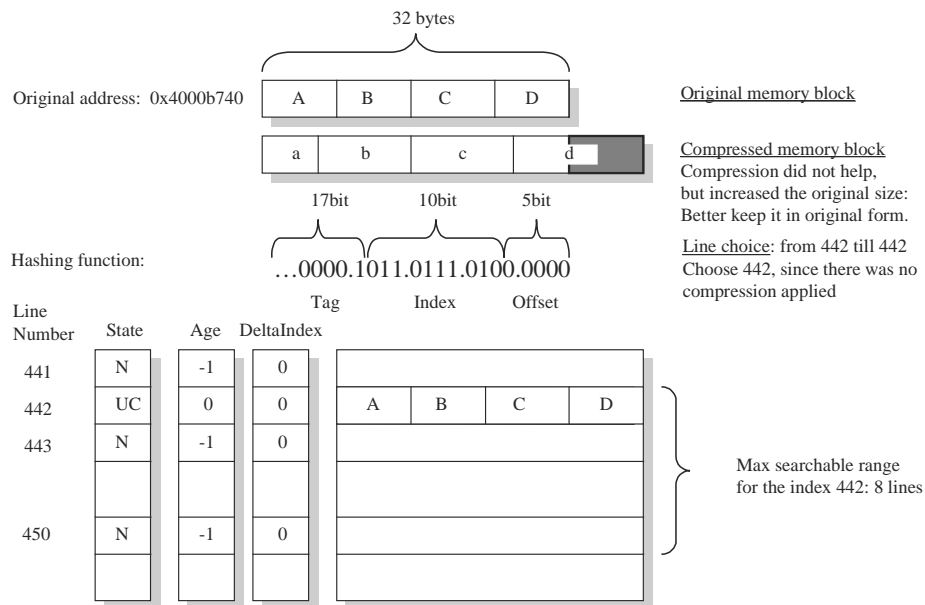 32 bytes
Original address: 0x4000b740
A B C D
Original memory block
a b c d
Compressed memory block
Compression did not help,
but increased the original size:
Better keep it in original form.
17bit 10bit 5bit
Line choice: from 442 till 442
Choose 442, since there was no
compression applied
Hashing function:
…0000.1011.0111.0100.0000
Tag Index Offset
Line
Number
State Age DeltaIndex
441 N -1 0
442 UC 0 0 A B C D
443 N -1 0
Max searchable range
for the index 442: 8 lines
450 N -1 0